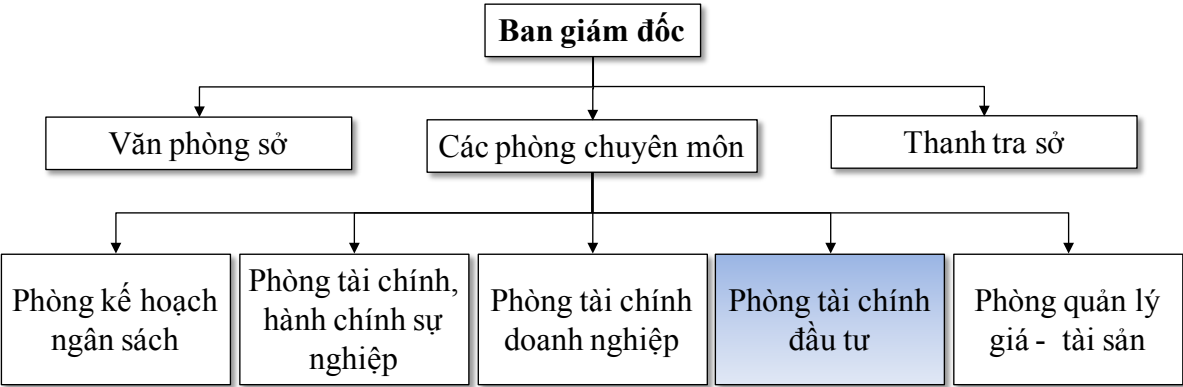 Ban giám đốc
Văn phòng sở
Các phòng chuyên môn
Thanh tra sở
Phòng kế hoạch
ngân sách
Phòng tài chính,
hành chính sự
nghiệp
Phòng tài chính
doanh nghiệp
Phòng tài chính
đầu tư
Phòng quản lý
giá - tài sản